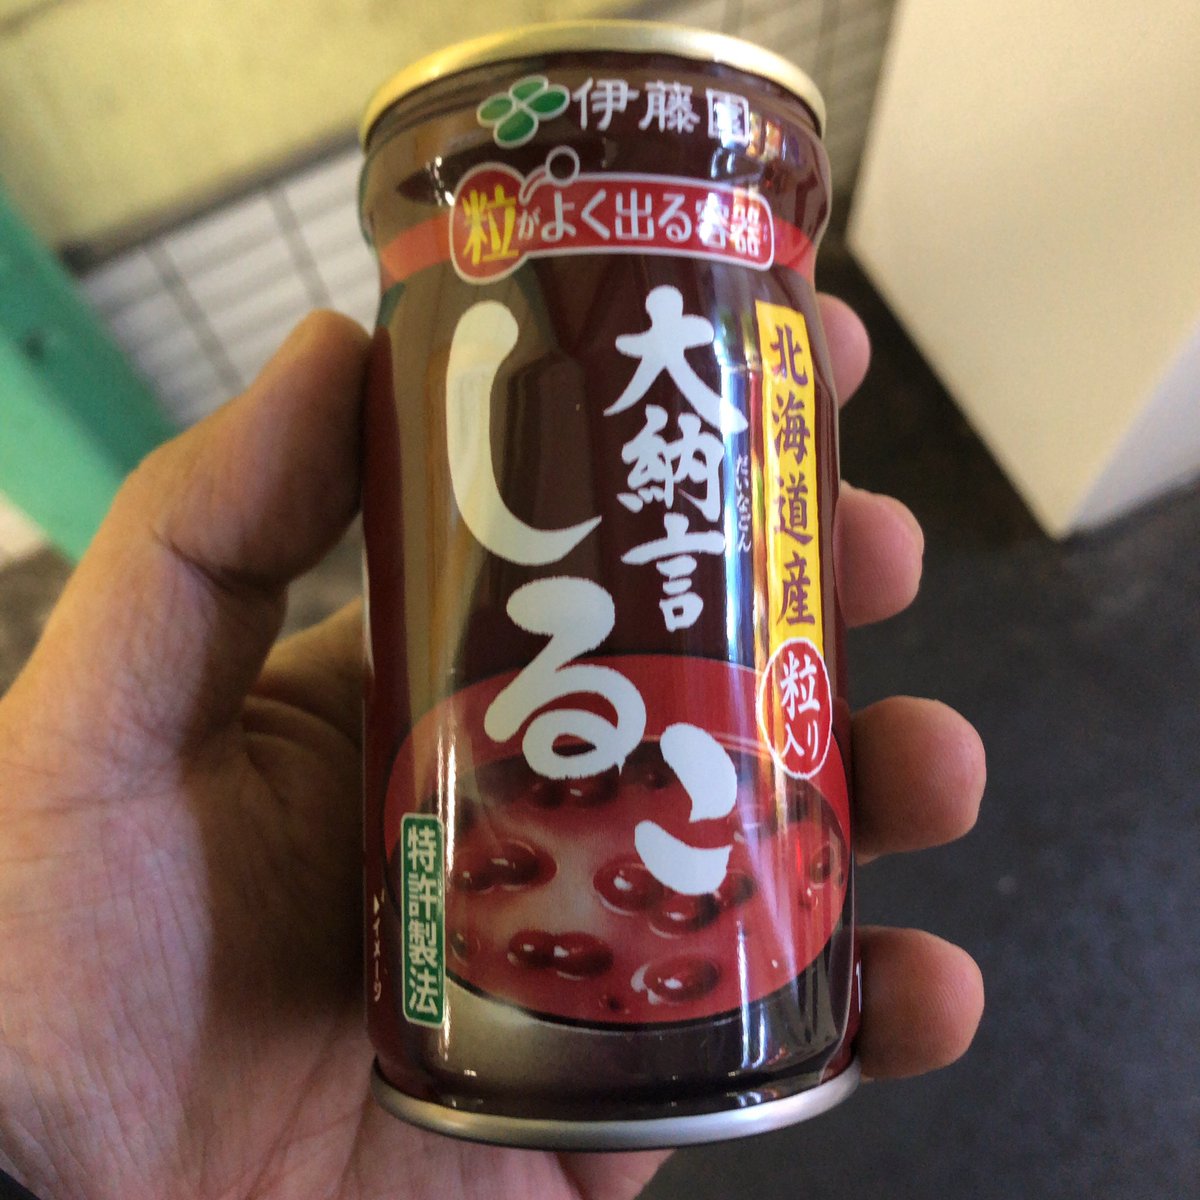 伊藤園
粒がよく出る容器
北海道産
粒入り
大納言
だいなごん
しるこ
特許製法
イメージ